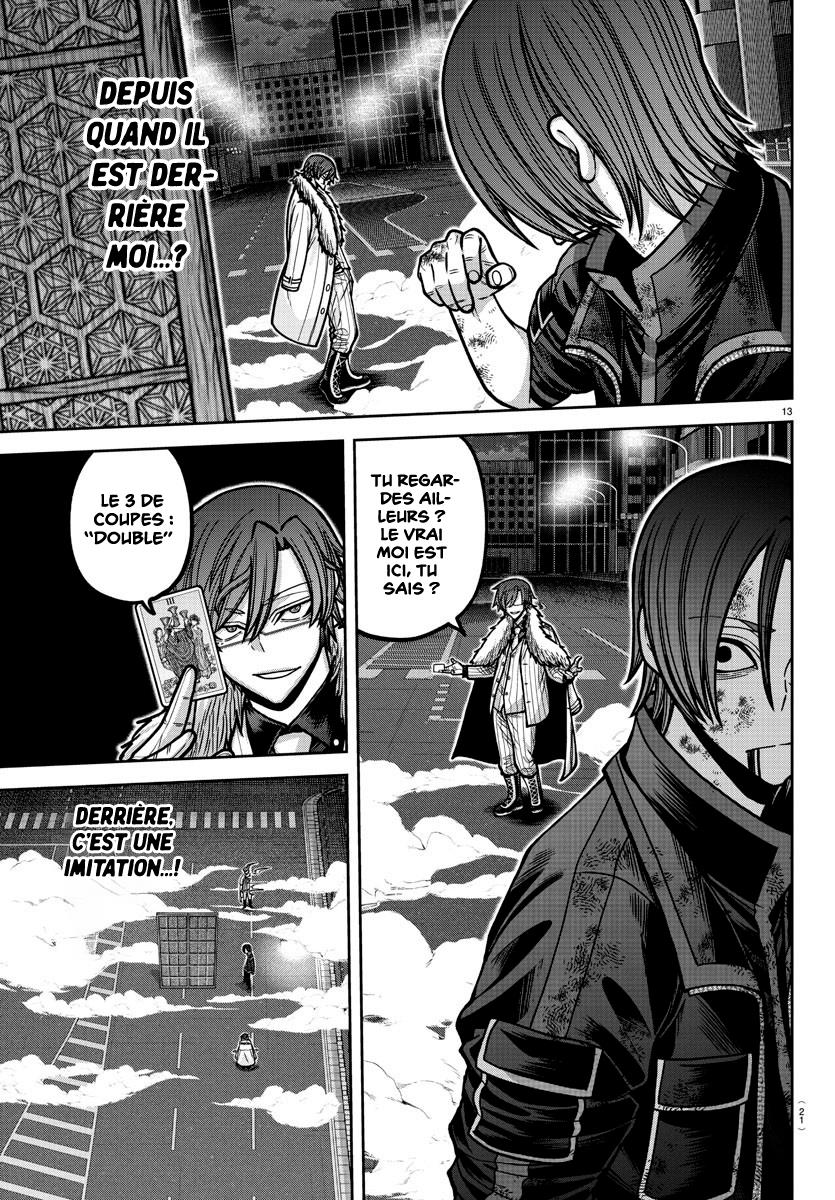 DEPUIS
QUAND IL
EST DER-
RIÈRE
MOI...?
13
TU REGAR-
DES AIL-
LEURS ?
LE VRAI
MOI EST
ICI, TU
SAIS ?
LE 3 DE
COUPES :
“DOUBLE”
III
DERRIÈRE,
C'EST UNE
IMITATION...!
(21)